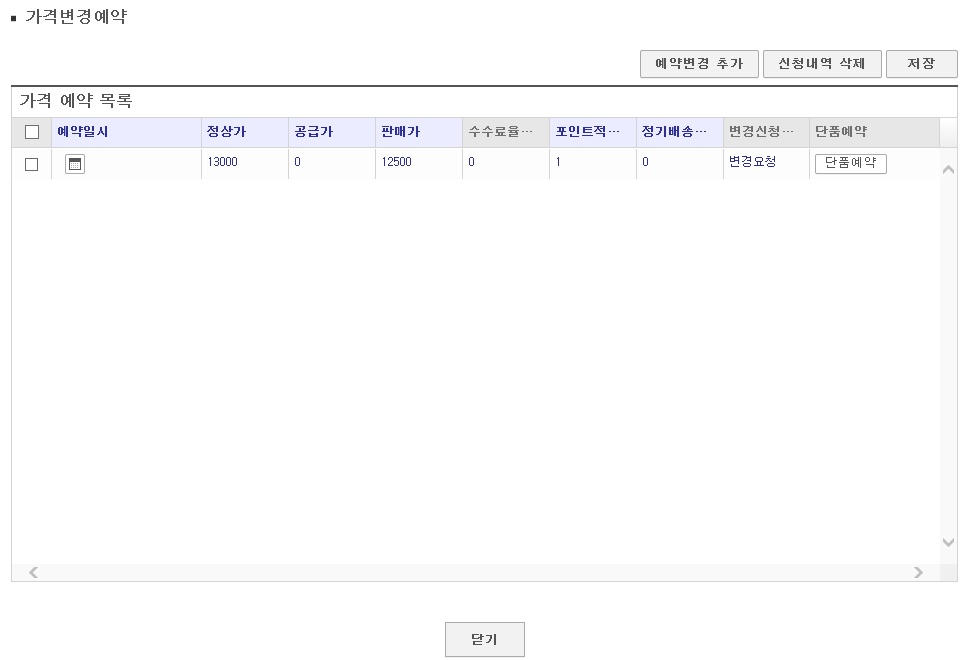 가격변경예약
예약변경 추가 신청내역 삭제 저장
가격 예약 목록
예약일시 정상가 공급가 판매가 수수료율… 포인트적… 정기배송… 변경신청… 단품예약
13000 0 12500 0 1 0 변경요청 단품예약
닫기